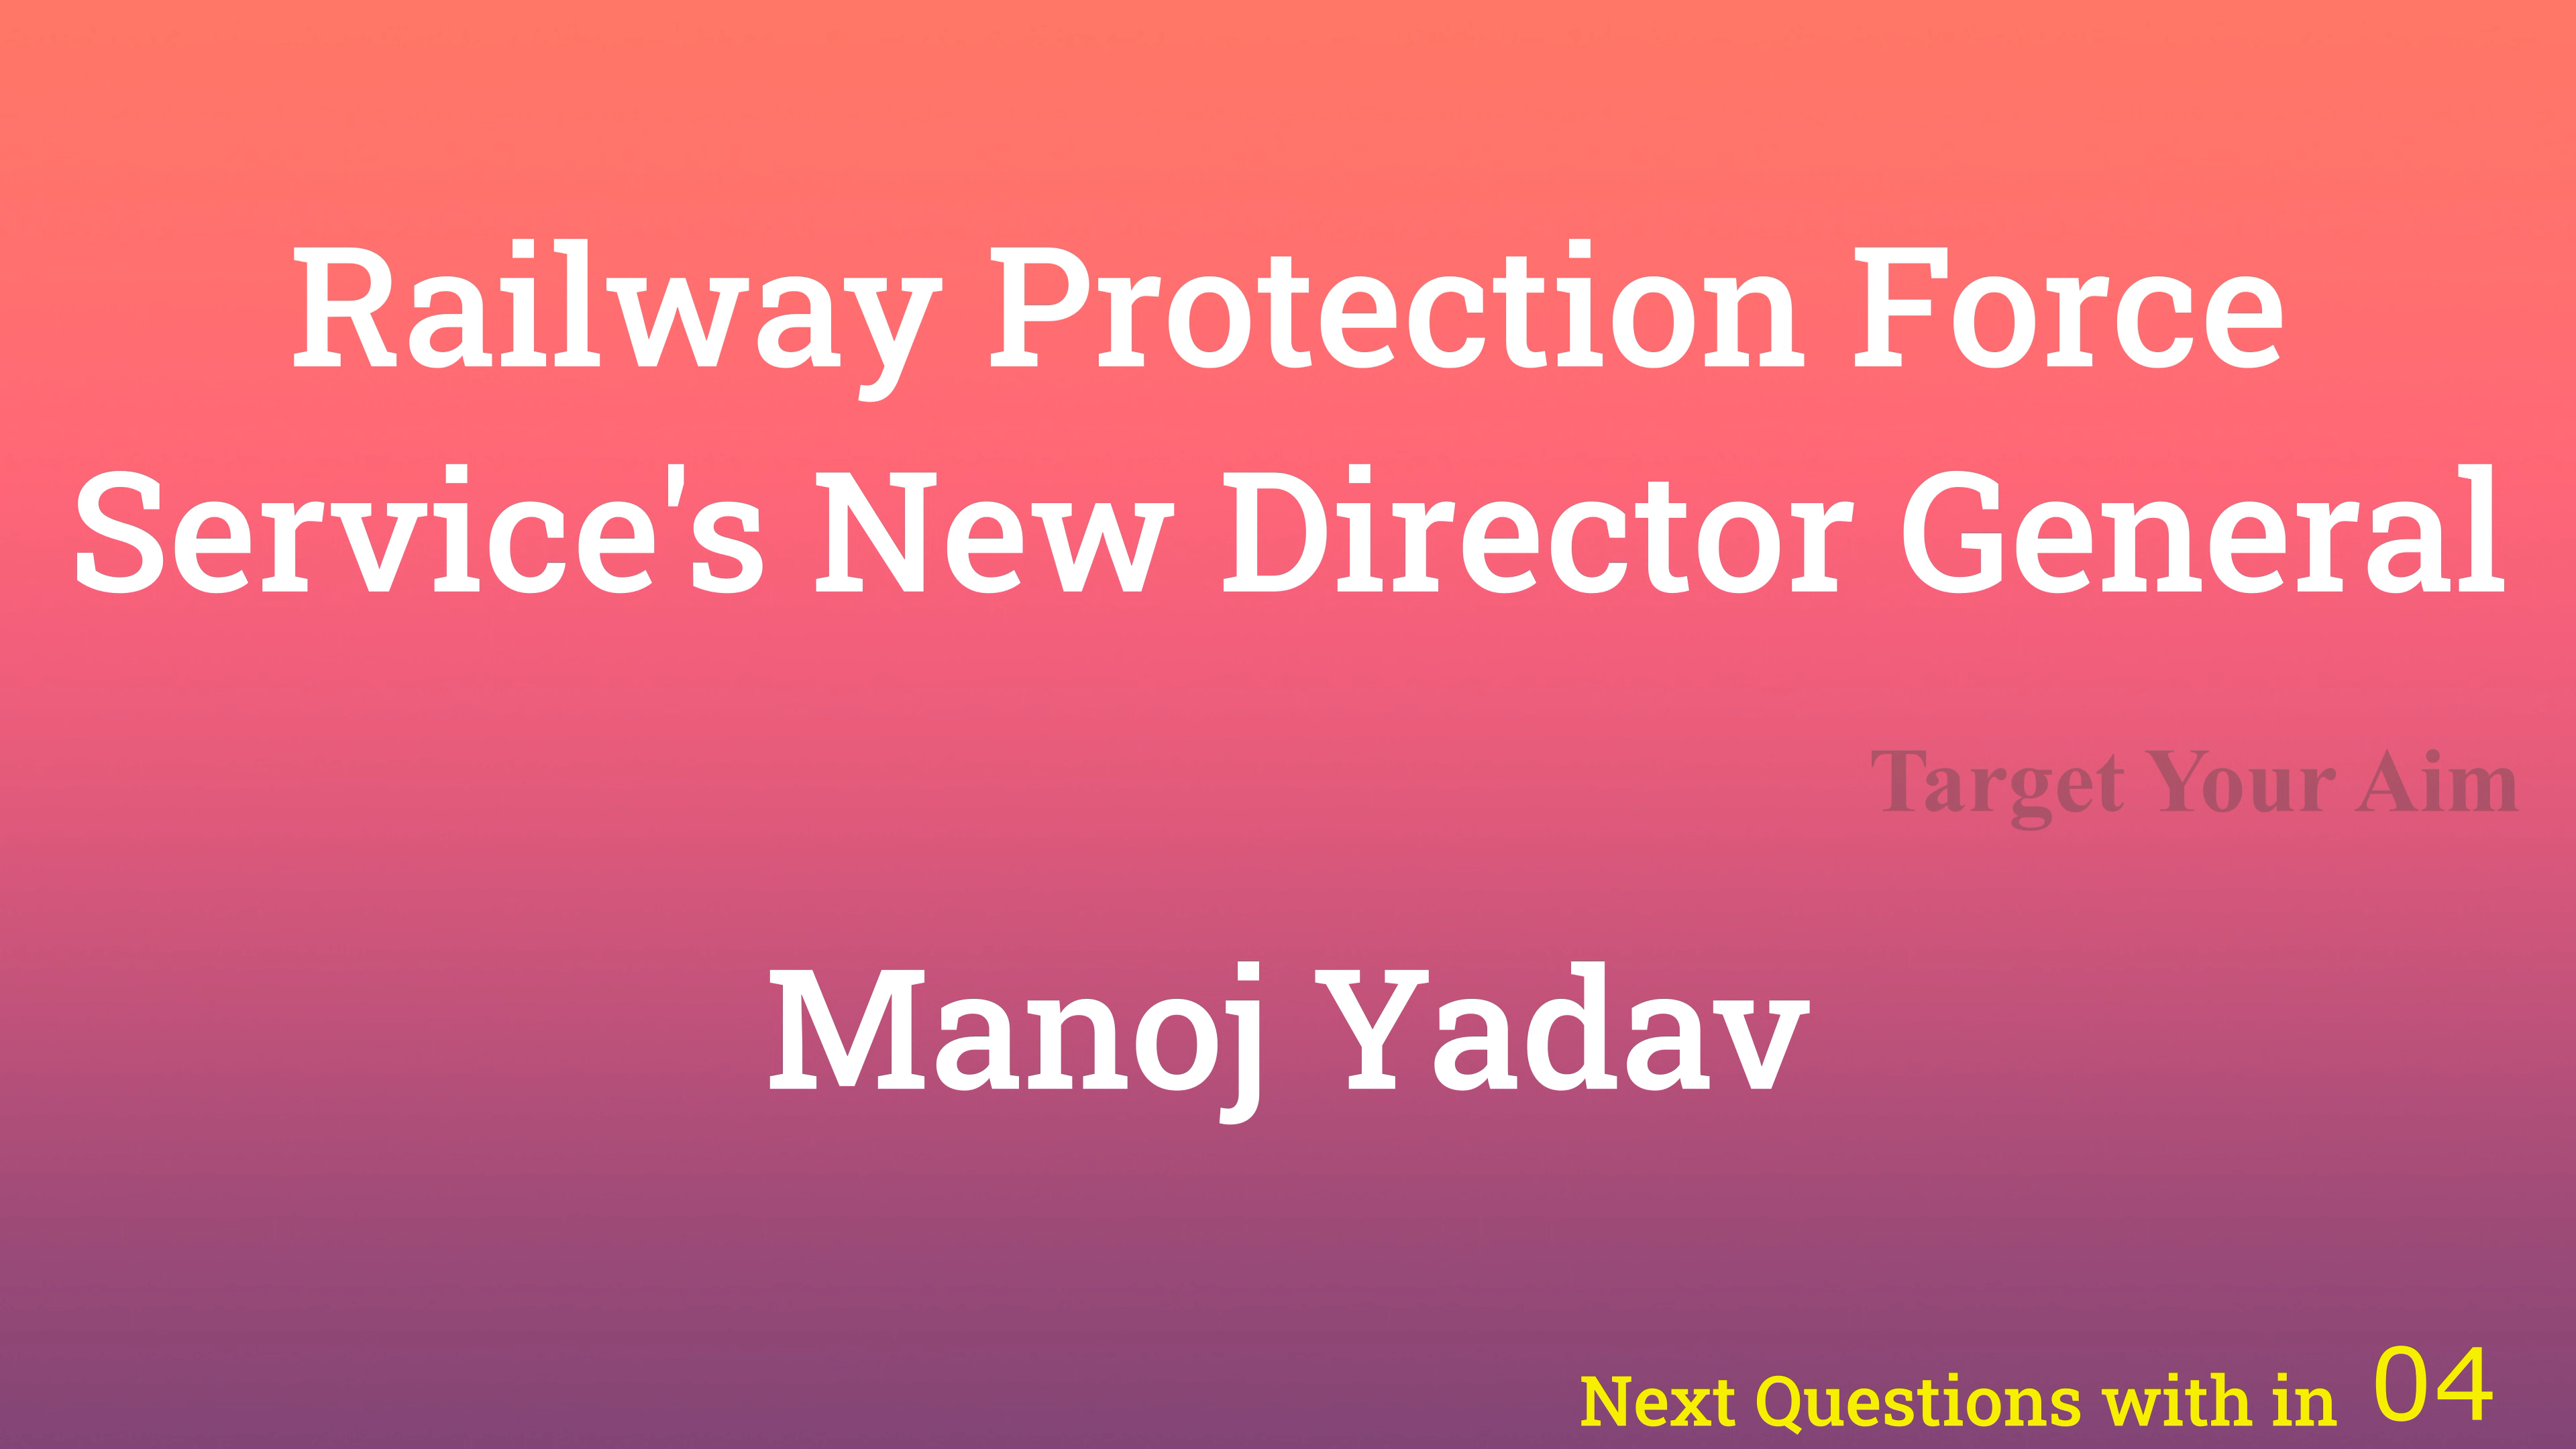 Railway Protection Force
Service's New Director General
Target Your Aim
Manoj Yadav
Next Questions with in 04